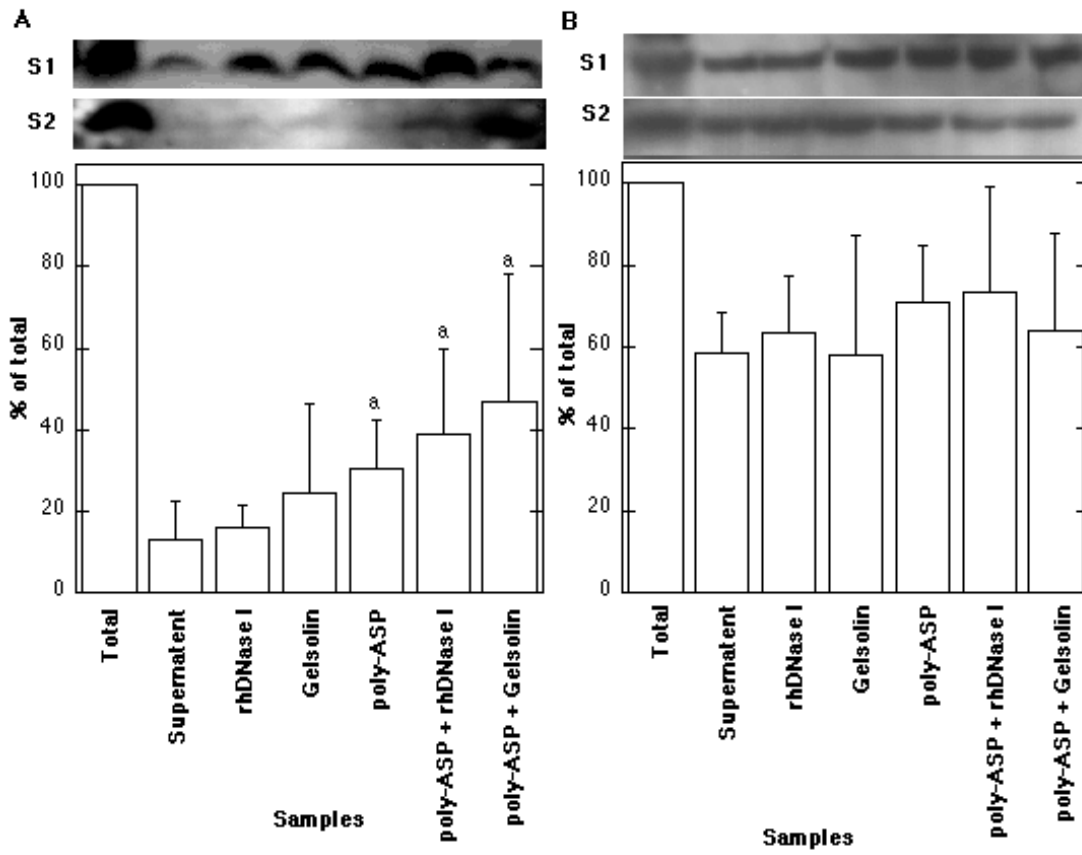 A
S1
S2
100
80
60
40
20
0
% of total
a
a
a
Total
Supernatent
rhDNase I
Gelsolin
poly-ASP
poly-ASP + rhDNase I
poly-ASP + Gelsolin
Samples
B
S1
S2
100
80
60
40
20
0
% of total
Total
Supernatent
rhDNase I
Gelsolin
poly-ASP
poly-ASP + rhDNase I
poly-ASP + Gelsolin
Samples